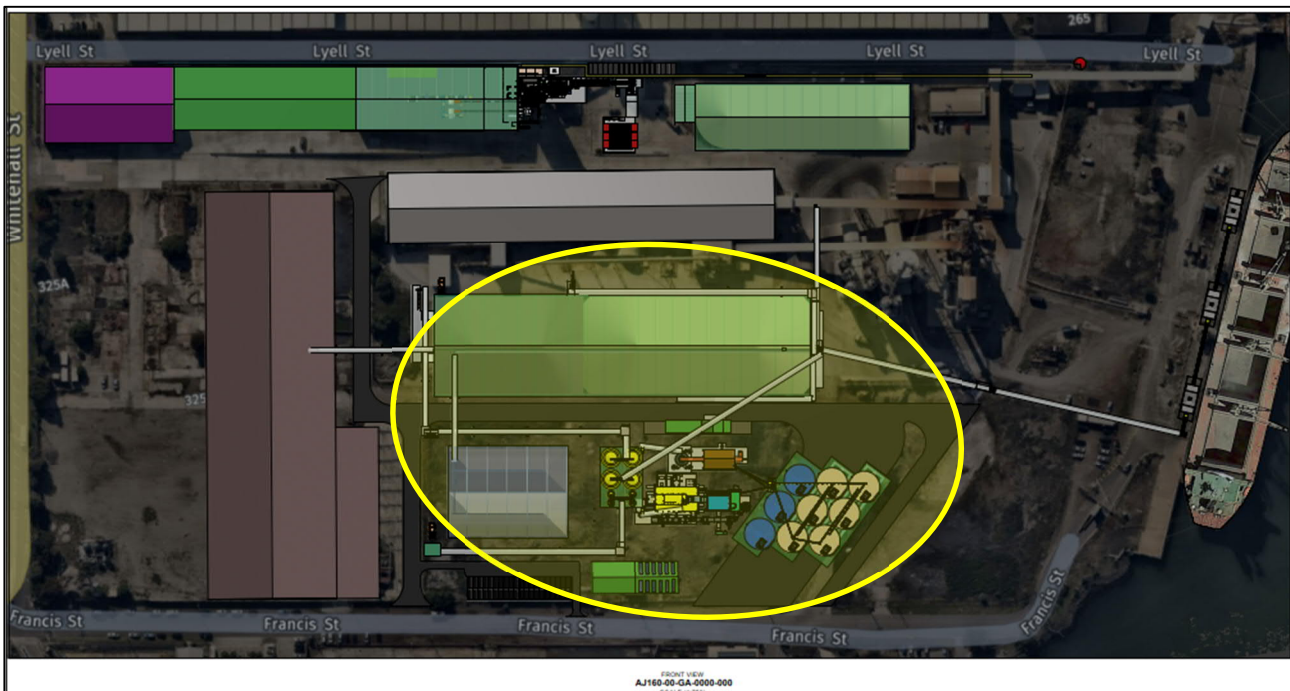 265
Lyell St
Lyell St
Lyell St
Lyell St
Lyell St
Whitehall St
325A
325
Francis St
Francis St
Francis St
Francis St
Francis St
FRONT VIEW
AJ160-00-GA-0000-000